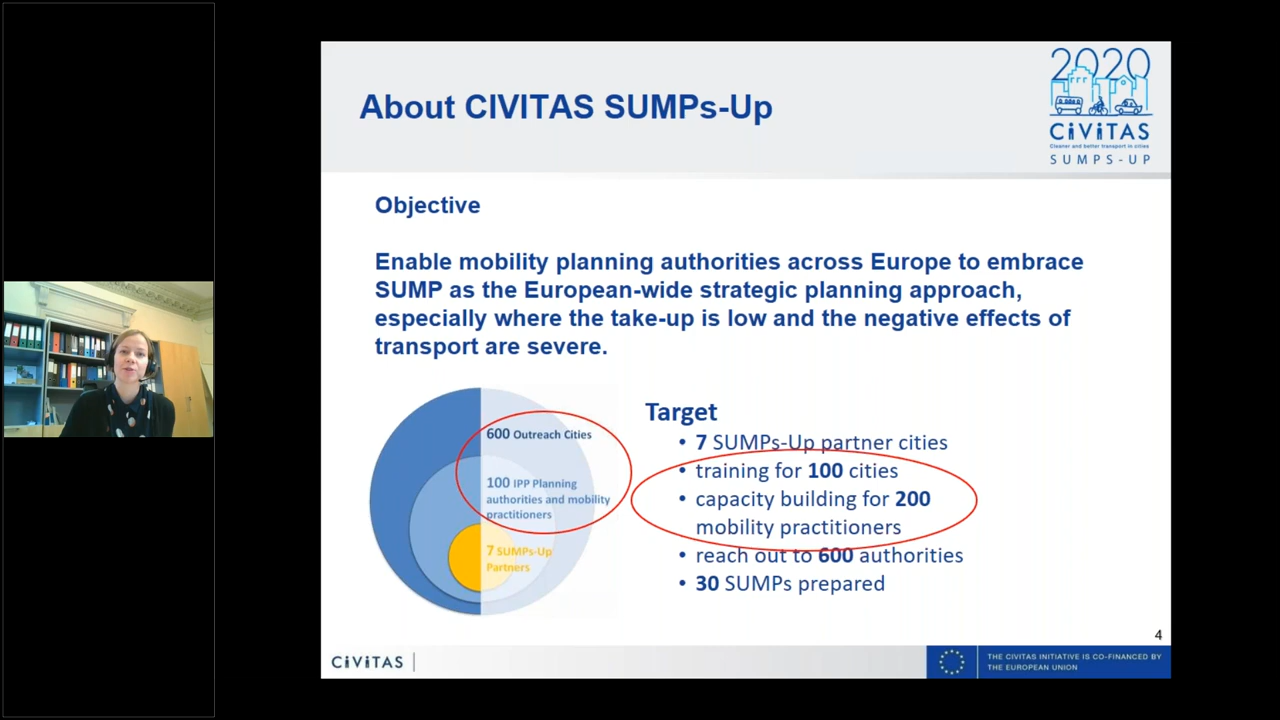 About CIVITAS SUMPs-Up
2020
CIVITAS
Cleaner and better transport in cities
SUMPS-UP
Objective
Enable mobility planning authorities across Europe to embrace
SUMP as the European-wide strategic planning approach,
especially where the take-up is low and the negative effects of
transport are severe.
600 Outreach Cities
100 IPP Planning
authorities and mobility
practitioners
7 SUMPs-Up
Partners
Target
• 7 SUMPs-Up partner cities
• training for 100 cities
• capacity building for 200
mobility practitioners
• reach out to 600 authorities
• 30 SUMPs prepared
4
CIVITAS
THE CIVITAS INITIATIVE IS CO-FINANCED BY
THE EUROPEAN UNION